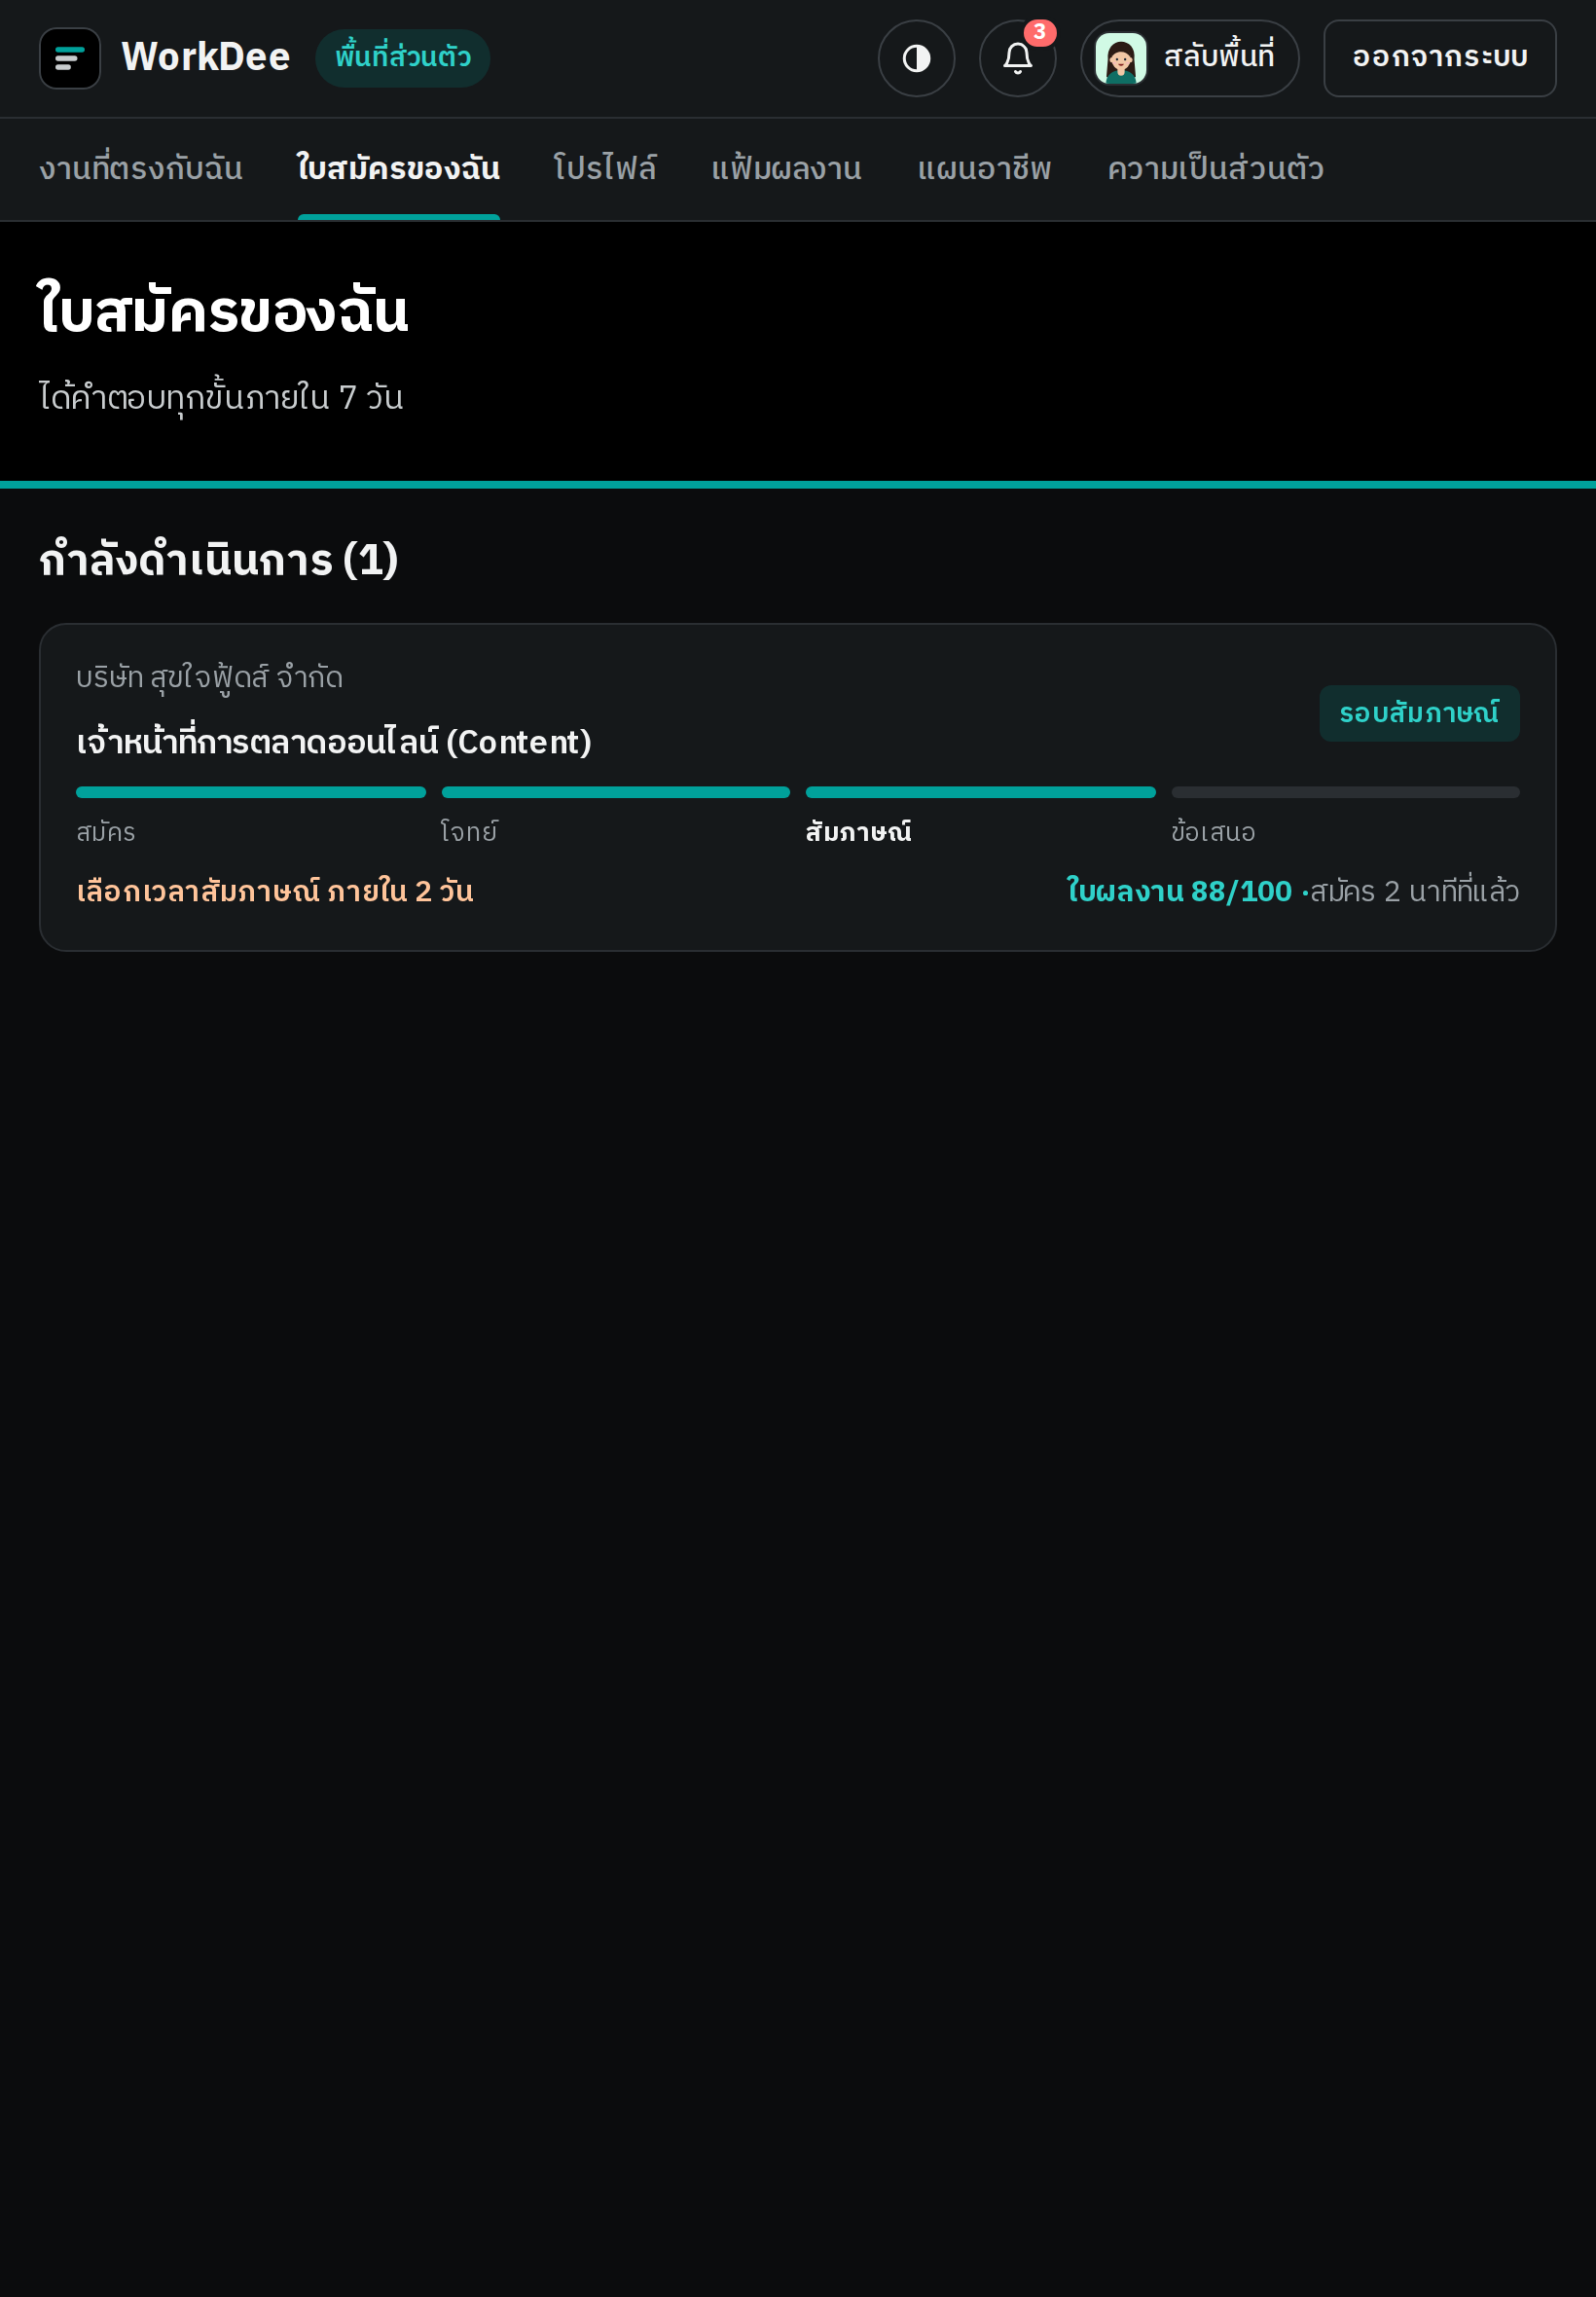 WorkDee
พื้นที่ส่วนตัว
3
สลับพื้นที่
ออกจากระบบ
งานที่ตรงกับฉัน
ใบสมัครของฉัน
โปรไฟล์
แฟ้มผลงาน
แผนอาชีพ
ความเป็นส่วนตัว
ใบสมัครของฉัน
ได้คำตอบทุกขั้นภายใน 7 วัน
กำลังดำเนินการ (1)
บริษัท สุขใจฟู้ดส์ จำกัด
เจ้าหน้าที่การตลาดออนไลน์ (Content)
รอบสัมภาษณ์
สมัคร
โจทย์
สัมภาษณ์
ข้อเสนอ
เลือกเวลาสัมภาษณ์ ภายใน 2 วัน
ใบผลงาน 88/100 ·สมัคร 2 นาทีที่แล้ว